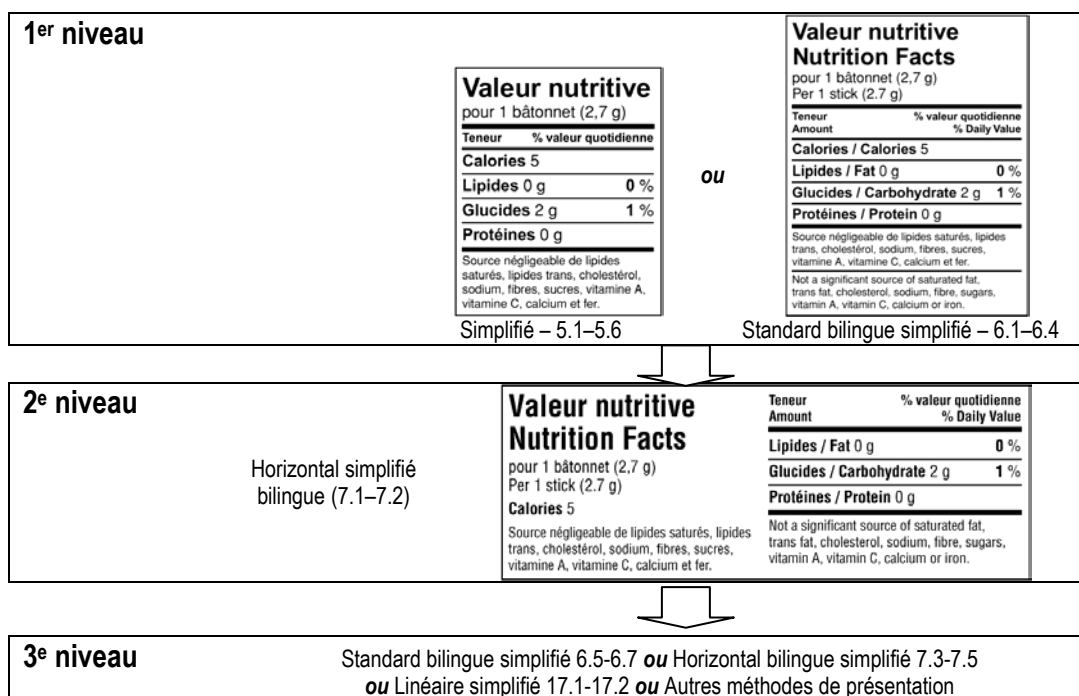 1er niveau
Valeur nutritive
pour 1 bâtonnet (2,7 g)
Teneur % valeur quotidienne
Calories 5
Lipides 0 g 0 %
Glucides 2 g 1 %
Protéines 0 g
Source négligeable de lipides
saturés, lipides trans, cholestérol,
sodium, fibres, sucres, vitamine A,
vitamine C, calcium et fer.
Simplifié – 5.1–5.6
ou
Valeur nutritive
Nutrition Facts
pour 1 bâtonnet (2,7 g)
Per 1 stick (2.7 g)
Teneur % valeur quotidienne
Amount % Daily Value
Calories / Calories 5
Lipides / Fat 0 g 0 %
Glucides / Carbohydrate 2 g 1 %
Protéines / Protein 0 g
Source négligeable de lipides saturés, lipides
trans, cholestérol, sodium, fibres, sucres,
vitamine A, vitamine C, calcium et fer.
Not a significant source of saturated fat,
trans fat, cholesterol, sodium, fibre, sugars,
vitamin A, vitamin C, calcium or iron.
Standard bilingue simplifié – 6.1–6.4
2e niveau
Horizontal simplifié
bilingue (7.1–7.2)
Valeur nutritive
Nutrition Facts
pour 1 bâtonnet (2,7 g)
Per 1 stick (2.7 g)
Calories 5
Source négligeable de lipides saturés, lipides
trans, cholestérol, sodium, fibres, sucres,
vitamine A, vitamine C, calcium et fer.
Teneur % valeur quotidienne
Amount % Daily Value
Lipides / Fat 0 g 0 %
Glucides / Carbohydrate 2 g 1 %
Protéines / Protein 0 g
Not a significant source of saturated fat,
trans fat, cholesterol, sodium, fibre, sugars,
vitamin A, vitamin C, calcium or iron.
3e niveau
Standard bilingue simplifié 6.5-6.7 ou Horizontal bilingue simplifié 7.3-7.5
ou Linéaire simplifié 17.1-17.2 ou Autres méthodes de présentation